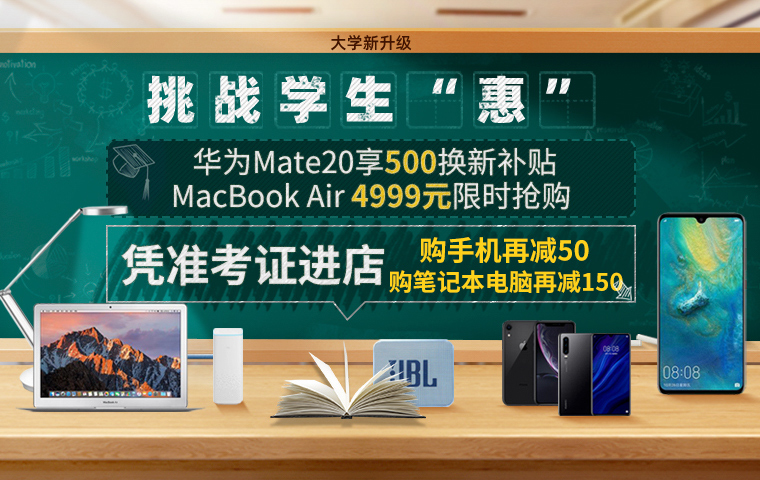 大学新升级
挑战学生“惠”
华为Mate20享500换新补贴
MacBook Air 4999元限时抢购
凭准考证进店
购手机再减50
购笔记本电脑再减150
JBL
08:08
08:08